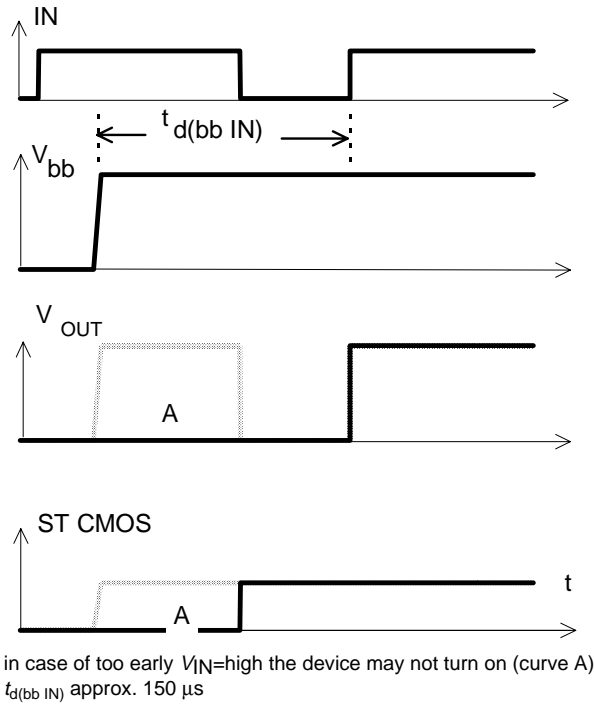 IN
t d(bb IN)
V bb
V OUT
A
ST CMOS
t
A
in case of too early VIN=high the device may not turn on (curve A)
td(bb IN) approx. 150 μs